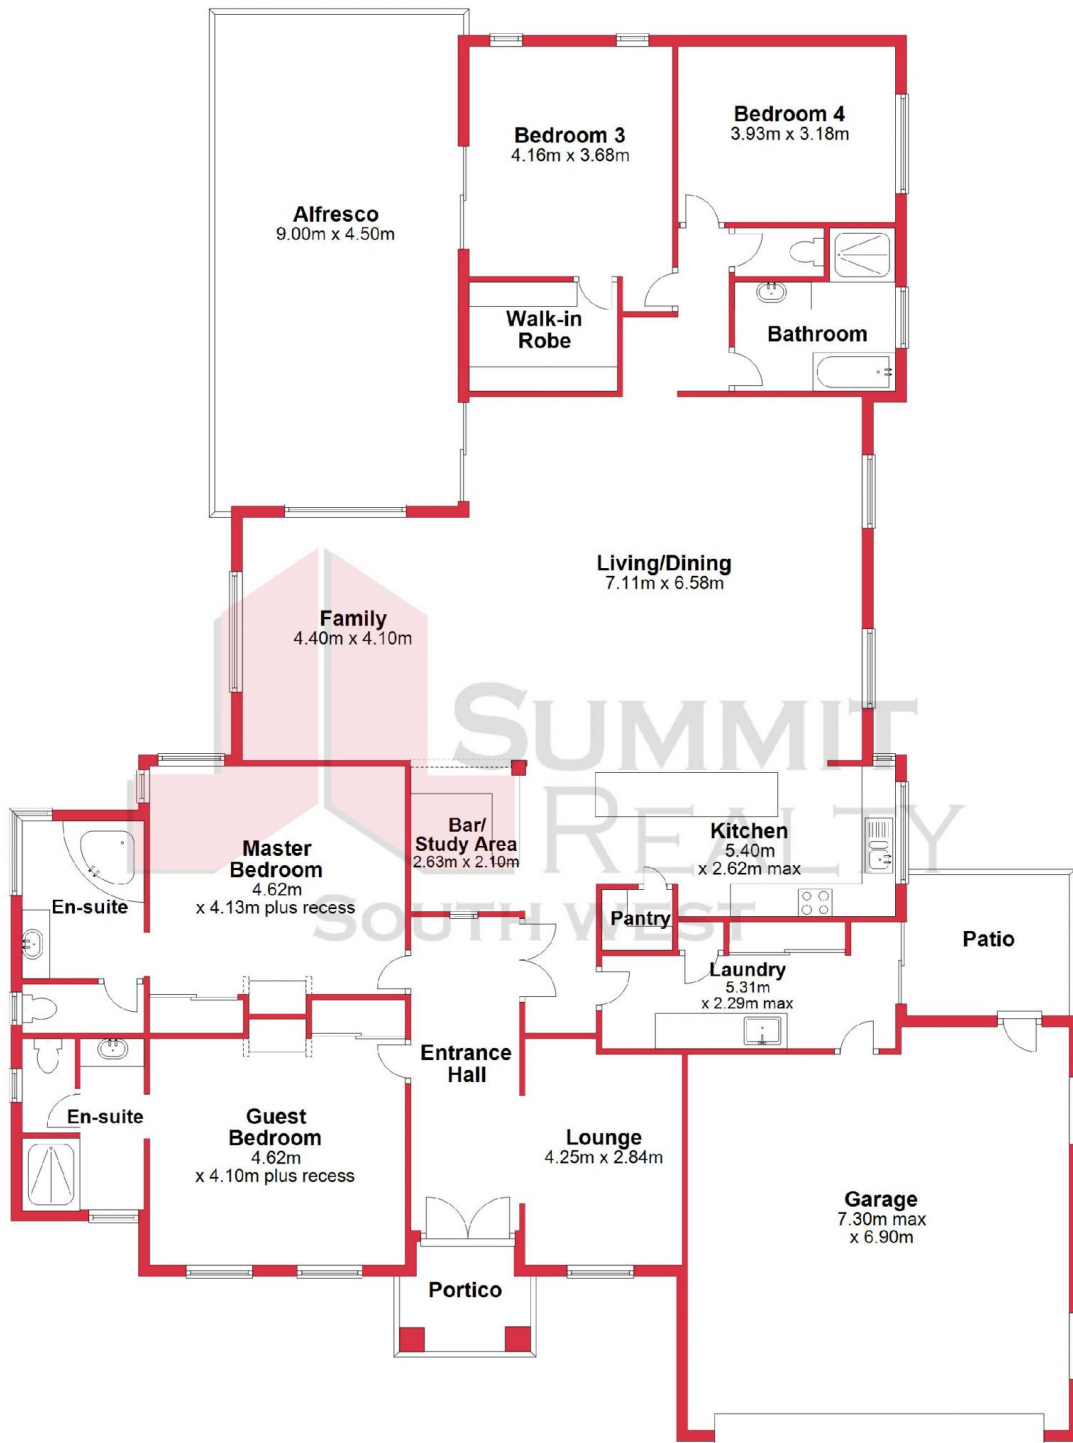 Bedroom 3
4.16m x 3.68m
Bedroom 4
3.93m x 3.18m
Alfresco
9.00m x 4.50m
Walk-in
Robe
Bathroom
Living/Dining
7.11m x 6.58m
Family
4.40m x 4.10m
SUMMIT
REALTY
SOUTH WEST
Bar/
Study Area
2.63m x 2.10m
Kitchen
5.40m
x 2.62m max
Master
Bedroom
4.62m
x 4.13m plus recess
En-suite
Pantry
Patio
Laundry
5.31m
x 2.29m max
Entrance
Hall
En-suite
Guest
Bedroom
4.62m
x 4.10m plus recess
Lounge
4.25m x 2.84m
Garage
7.30m max
x 6.90m
Portico